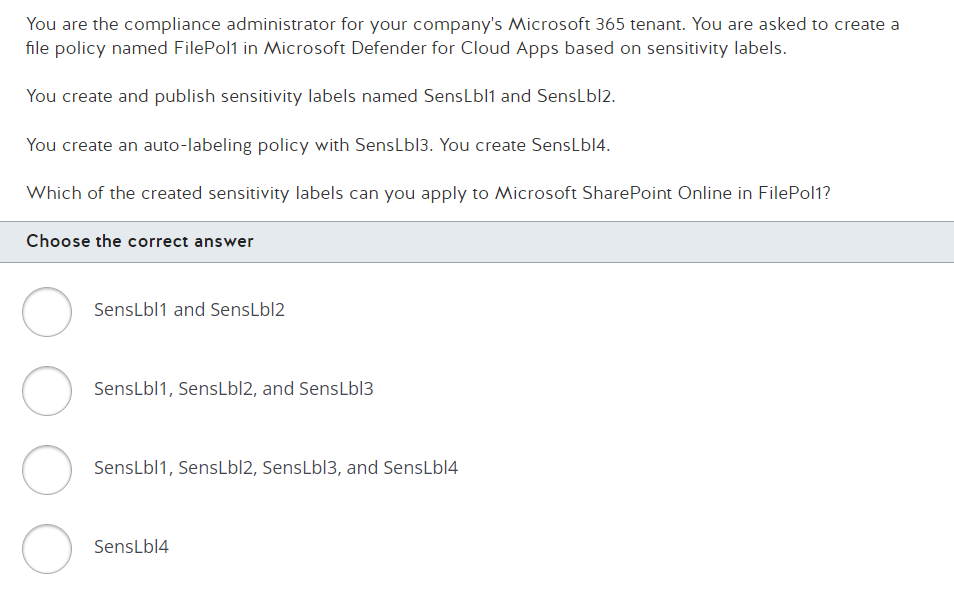 You are the compliance administrator for your company's Microsoft 365 tenant. You are asked to create a
file policy named FilePol1 in Microsoft Defender for Cloud Apps based on sensitivity labels.
You create and publish sensitivity labels named SensLbl1 and SensLbl2.
You create an auto-labeling policy with SensLbl3. You create SensLbl4.
Which of the created sensitivity labels can you apply to Microsoft SharePoint Online in FilePol1?
Choose the correct answer
SensLbl1 and SensLbl2
SensLbl1, SensLbl2, and SensLbl3
SensLbl1, SensLbl2, SensLbl3, and SensLbl4
SensLbl4